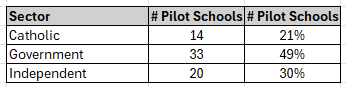 Sector # Pilot Schools # Pilot Schools
Catholic 14 21%
Government 33 49%
Independent 20 30%